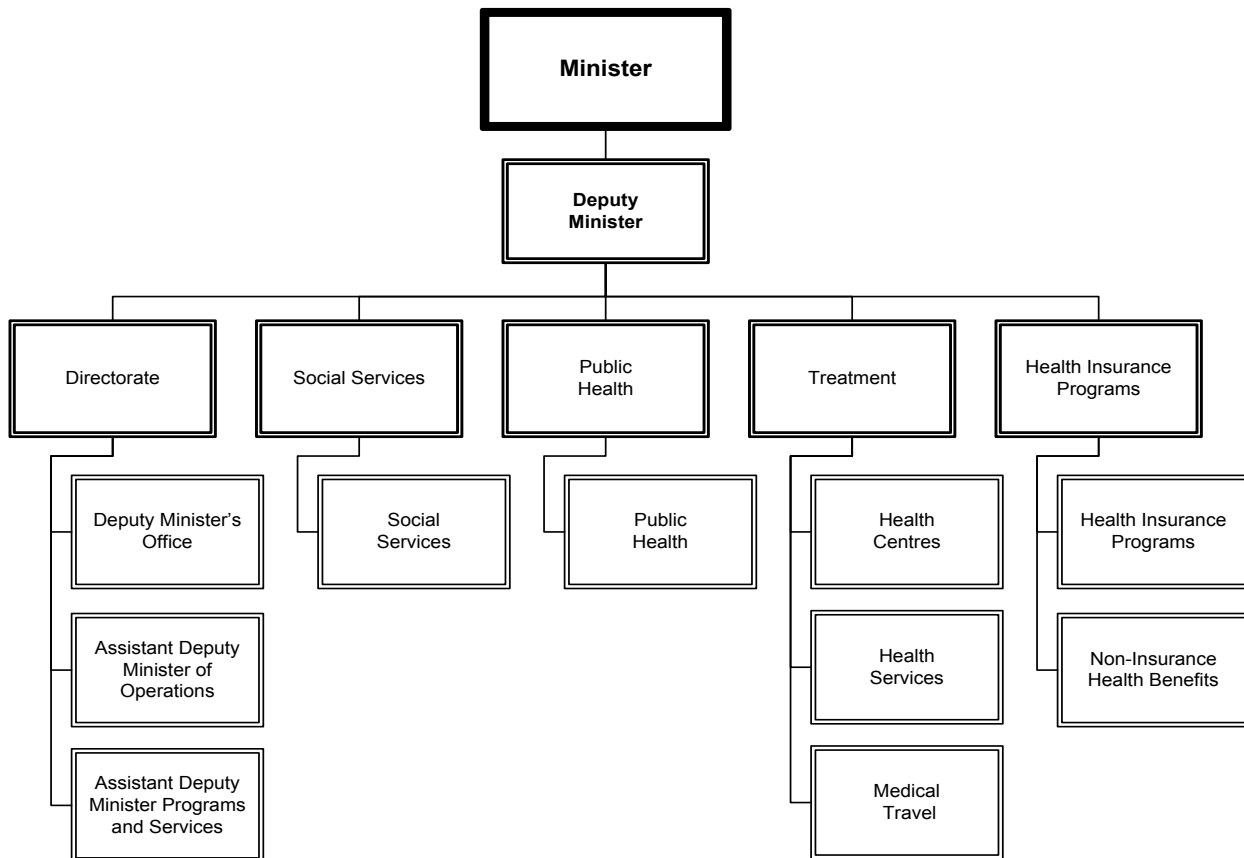 Minister
Deputy
Minister
Directorate
Social Services
Public
Health
Treatment
Health Insurance
Programs
Deputy Minister's
Office
Social
Services
Public
Health
Health
Centres
Health Insurance
Programs
Assistant Deputy
Minister of
Operations
Health
Services
Non-Insurance
Health Benefits
Assistant Deputy
Minister Programs
and Services
Medical
Travel